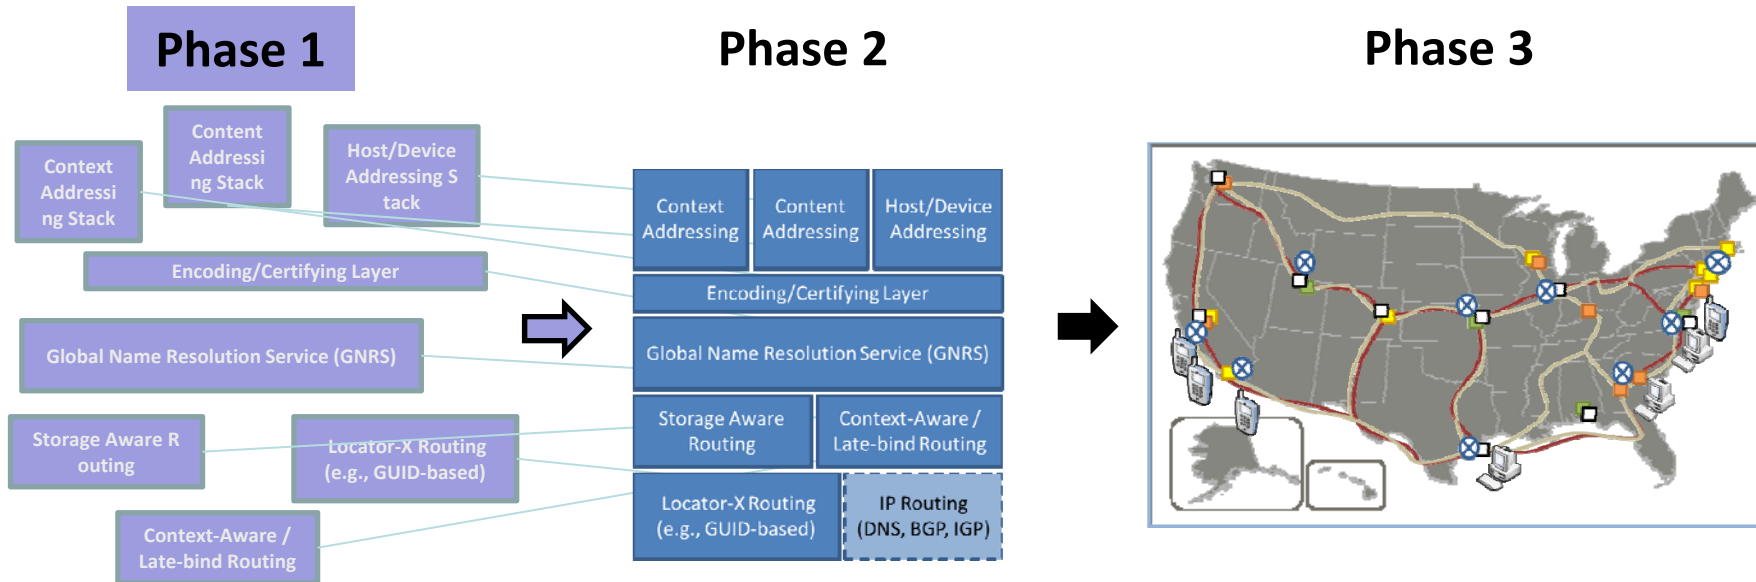 Phase 1
Phase 2
Phase 3
Context
Addressi
ng Stack
Content
Addressi
ng Stack
Host/Device
Addressing S
tack
Encoding/Certifying Layer
Global Name Resolution Service (GNRS)
Storage Aware R
outing
Locator-X Routing
(e.g., GUID-based)
Context-Aware /
Late-bind Routing
Context
Addressing
Content
Addressing
Host/Device
Addressing
Encoding/Certifying Layer
Global Name Resolution Service (GNRS)
Storage Aware
Routing
Context-Aware /
Late-bind Routing
Locator-X Routing
(e.g., GUID-based)
IP Routing
(DNS, BGP, IGP)